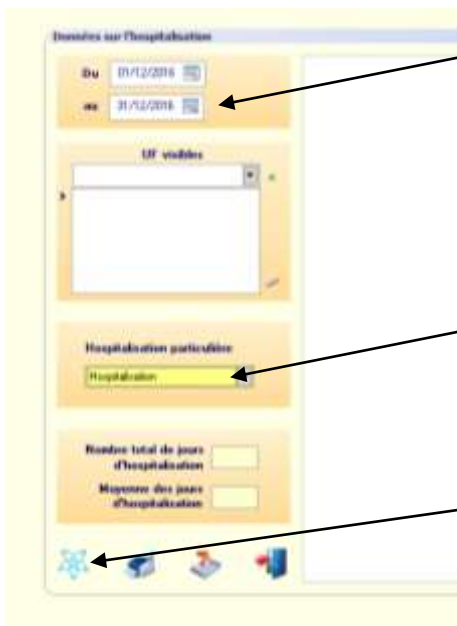 Données sur l'hospitalisation
Du 01/12/2016
au 31/12/2016
UF visibles
Hospitalisation particulière
Hospitalisation
Nombre total de jours
d'hospitalisation
Moyenne des jours
d'hospitalisation